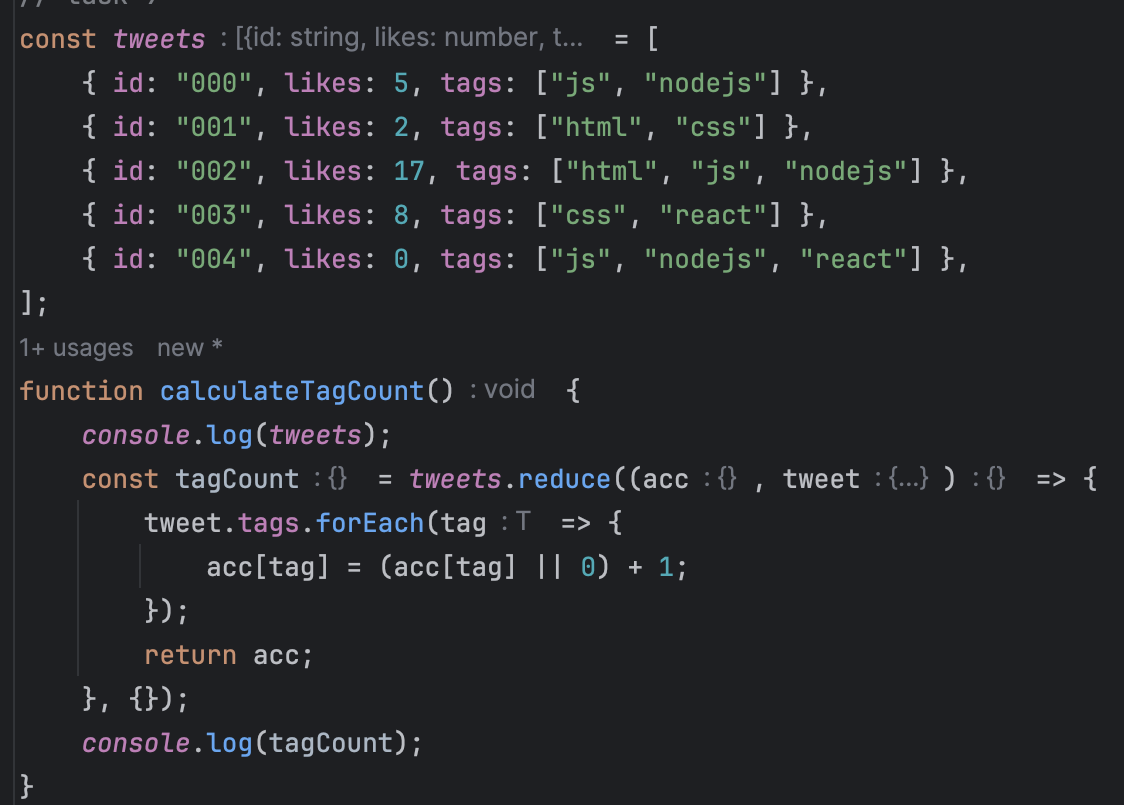 const tweets : [{id: string, likes: number, t... = [
    { id: "000", likes: 5, tags: ["js", "nodejs"] },
    { id: "001", likes: 2, tags: ["html", "css"] },
    { id: "002", likes: 17, tags: ["html", "js", "nodejs"] },
    { id: "003", likes: 8, tags: ["css", "react"] },
    { id: "004", likes: 0, tags: ["js", "nodejs", "react"] },
];
1+ usages   new *
function calculateTagCount() : void {
    console.log(tweets);
    const tagCount : {} = tweets.reduce((acc : {} , tweet : {...} ) : {} => {
        tweet.tags.forEach(tag : T => {
            acc[tag] = (acc[tag] || 0) + 1;
        });
        return acc;
    }, {});
    console.log(tagCount);
}